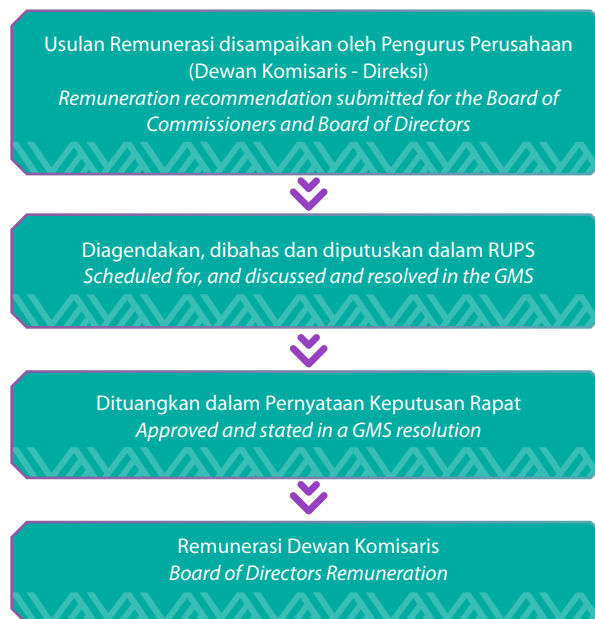 Usulan Remunerasi disampaikan oleh Pengurus Perusahaan
(Dewan Komisaris - Direksi)
Remuneration recommendation submitted for the Board of
Commissioners and Board of Directors
Diagendakan, dibahas dan diputuskan dalam RUPS
Scheduled for, and discussed and resolved in the GMS
Dituangkan dalam Pernyataan Keputusan Rapat
Approved and stated in a GMS resolution
Remunerasi Dewan Komisaris
Board of Directors Remuneration